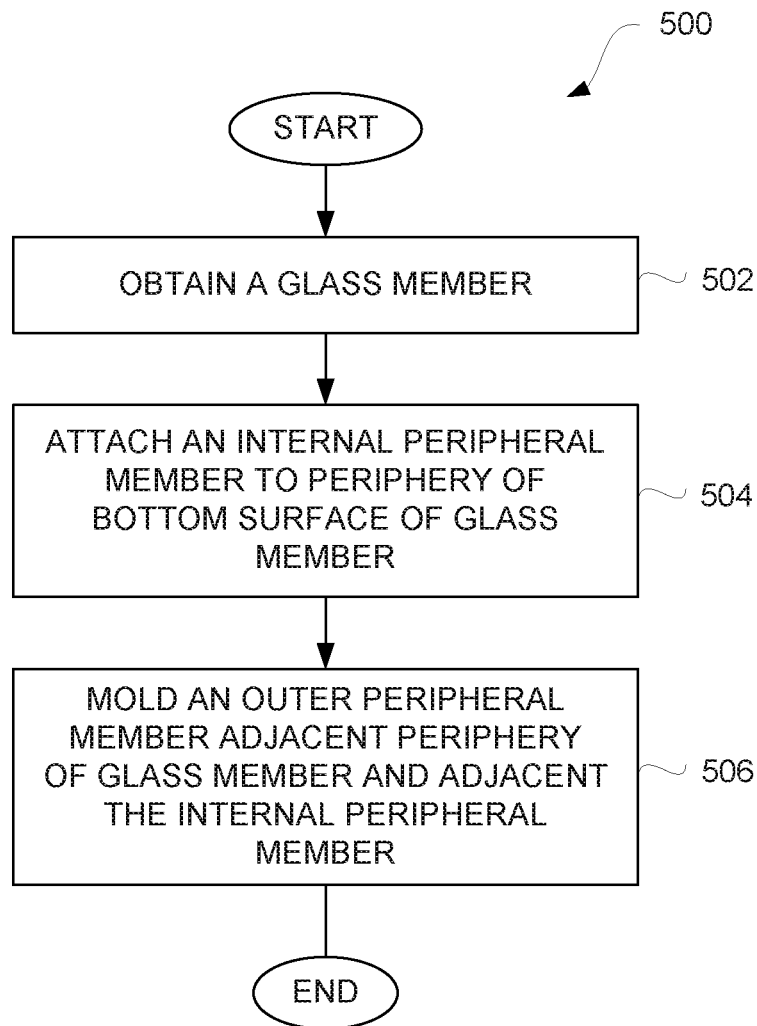 500
START
OBTAIN A GLASS MEMBER
502
ATTACH AN INTERNAL PERIPHERAL
MEMBER TO PERIPHERY OF
BOTTOM SURFACE OF GLASS
MEMBER
504
MOLD AN OUTER PERIPHERAL
MEMBER ADJACENT PERIPHERY
OF GLASS MEMBER AND ADJACENT
THE INTERNAL PERIPHERAL
MEMBER
506
END